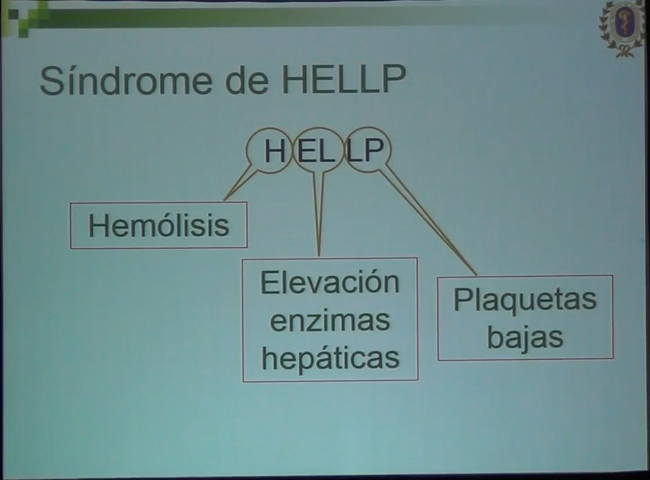 Síndrome de HELLP
H EL LP
Hemólisis
Elevación
enzimas
hepáticas
Plaquetas
bajas